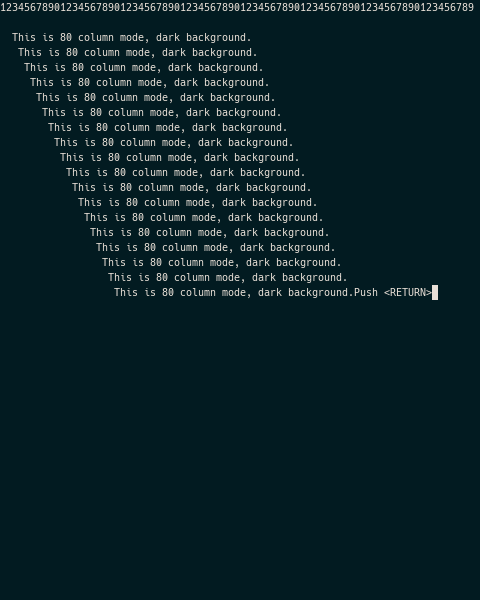 1234567890123456789012345678901234567890123456789012345678901234567890123456789

  This is 80 column mode, dark background.
   This is 80 column mode, dark background.
    This is 80 column mode, dark background.
     This is 80 column mode, dark background.
      This is 80 column mode, dark background.
       This is 80 column mode, dark background.
        This is 80 column mode, dark background.
         This is 80 column mode, dark background.
          This is 80 column mode, dark background.
           This is 80 column mode, dark background.
            This is 80 column mode, dark background.
             This is 80 column mode, dark background.
              This is 80 column mode, dark background.
               This is 80 column mode, dark background.
                This is 80 column mode, dark background.
                 This is 80 column mode, dark background.
                  This is 80 column mode, dark background.
                   This is 80 column mode, dark background.Push <RETURN>